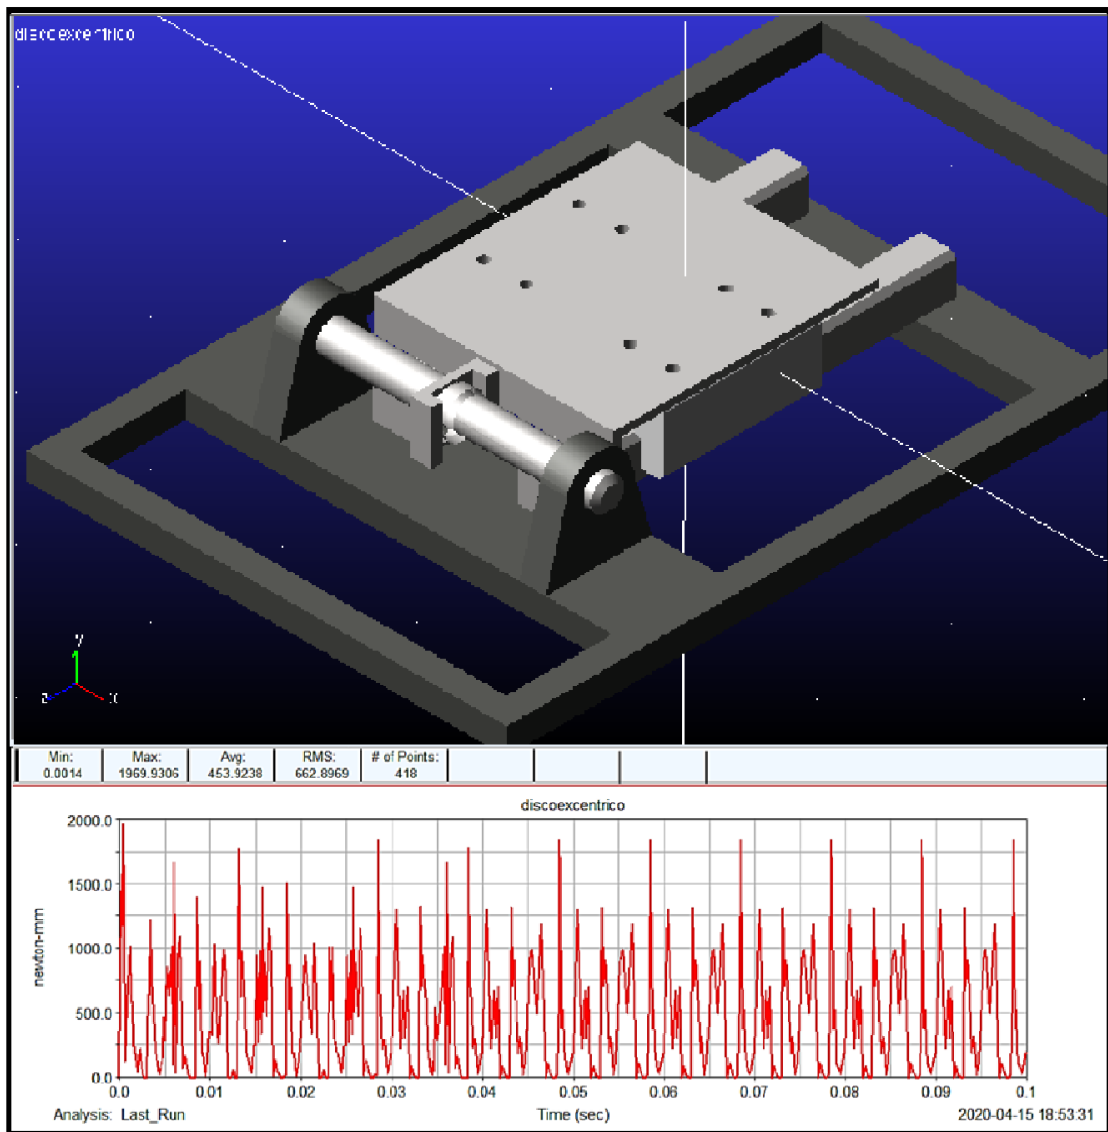 discoexcentrico
y
z
x
Min: Max: Avg: RMS: # of Points:
0.0014 1969.9306 453.9238 662.8969 418
discoexcentrico
2000.0
1500.0
1000.0
500.0
0.0
newton-mm
0.0 0.01 0.02 0.03 0.04 0.05 0.06 0.07 0.08 0.09 0.1
Analysis: Last_Run Time (sec) 2020-04-15 18:53:31